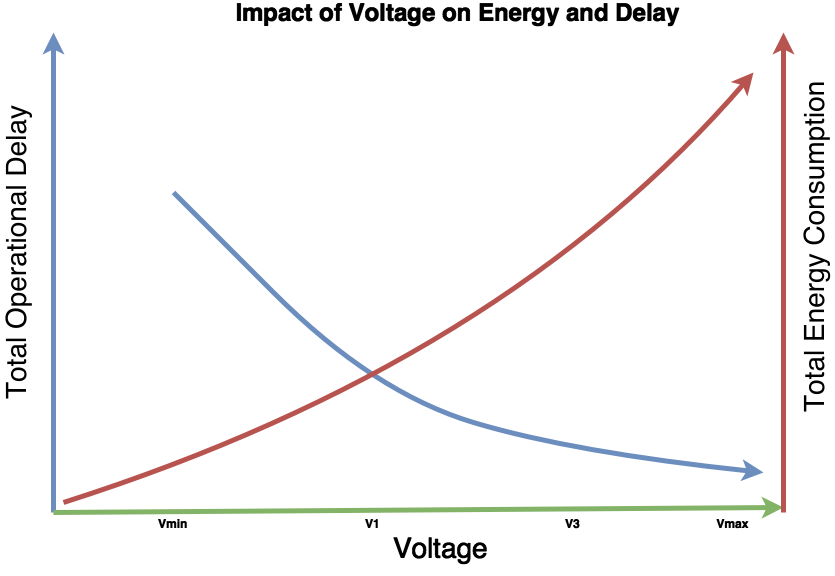 Impact of Voltage on Energy and Delay
Total Operational Delay
Total Energy Consumption
Vmin
V1
V3
Vmax
Voltage